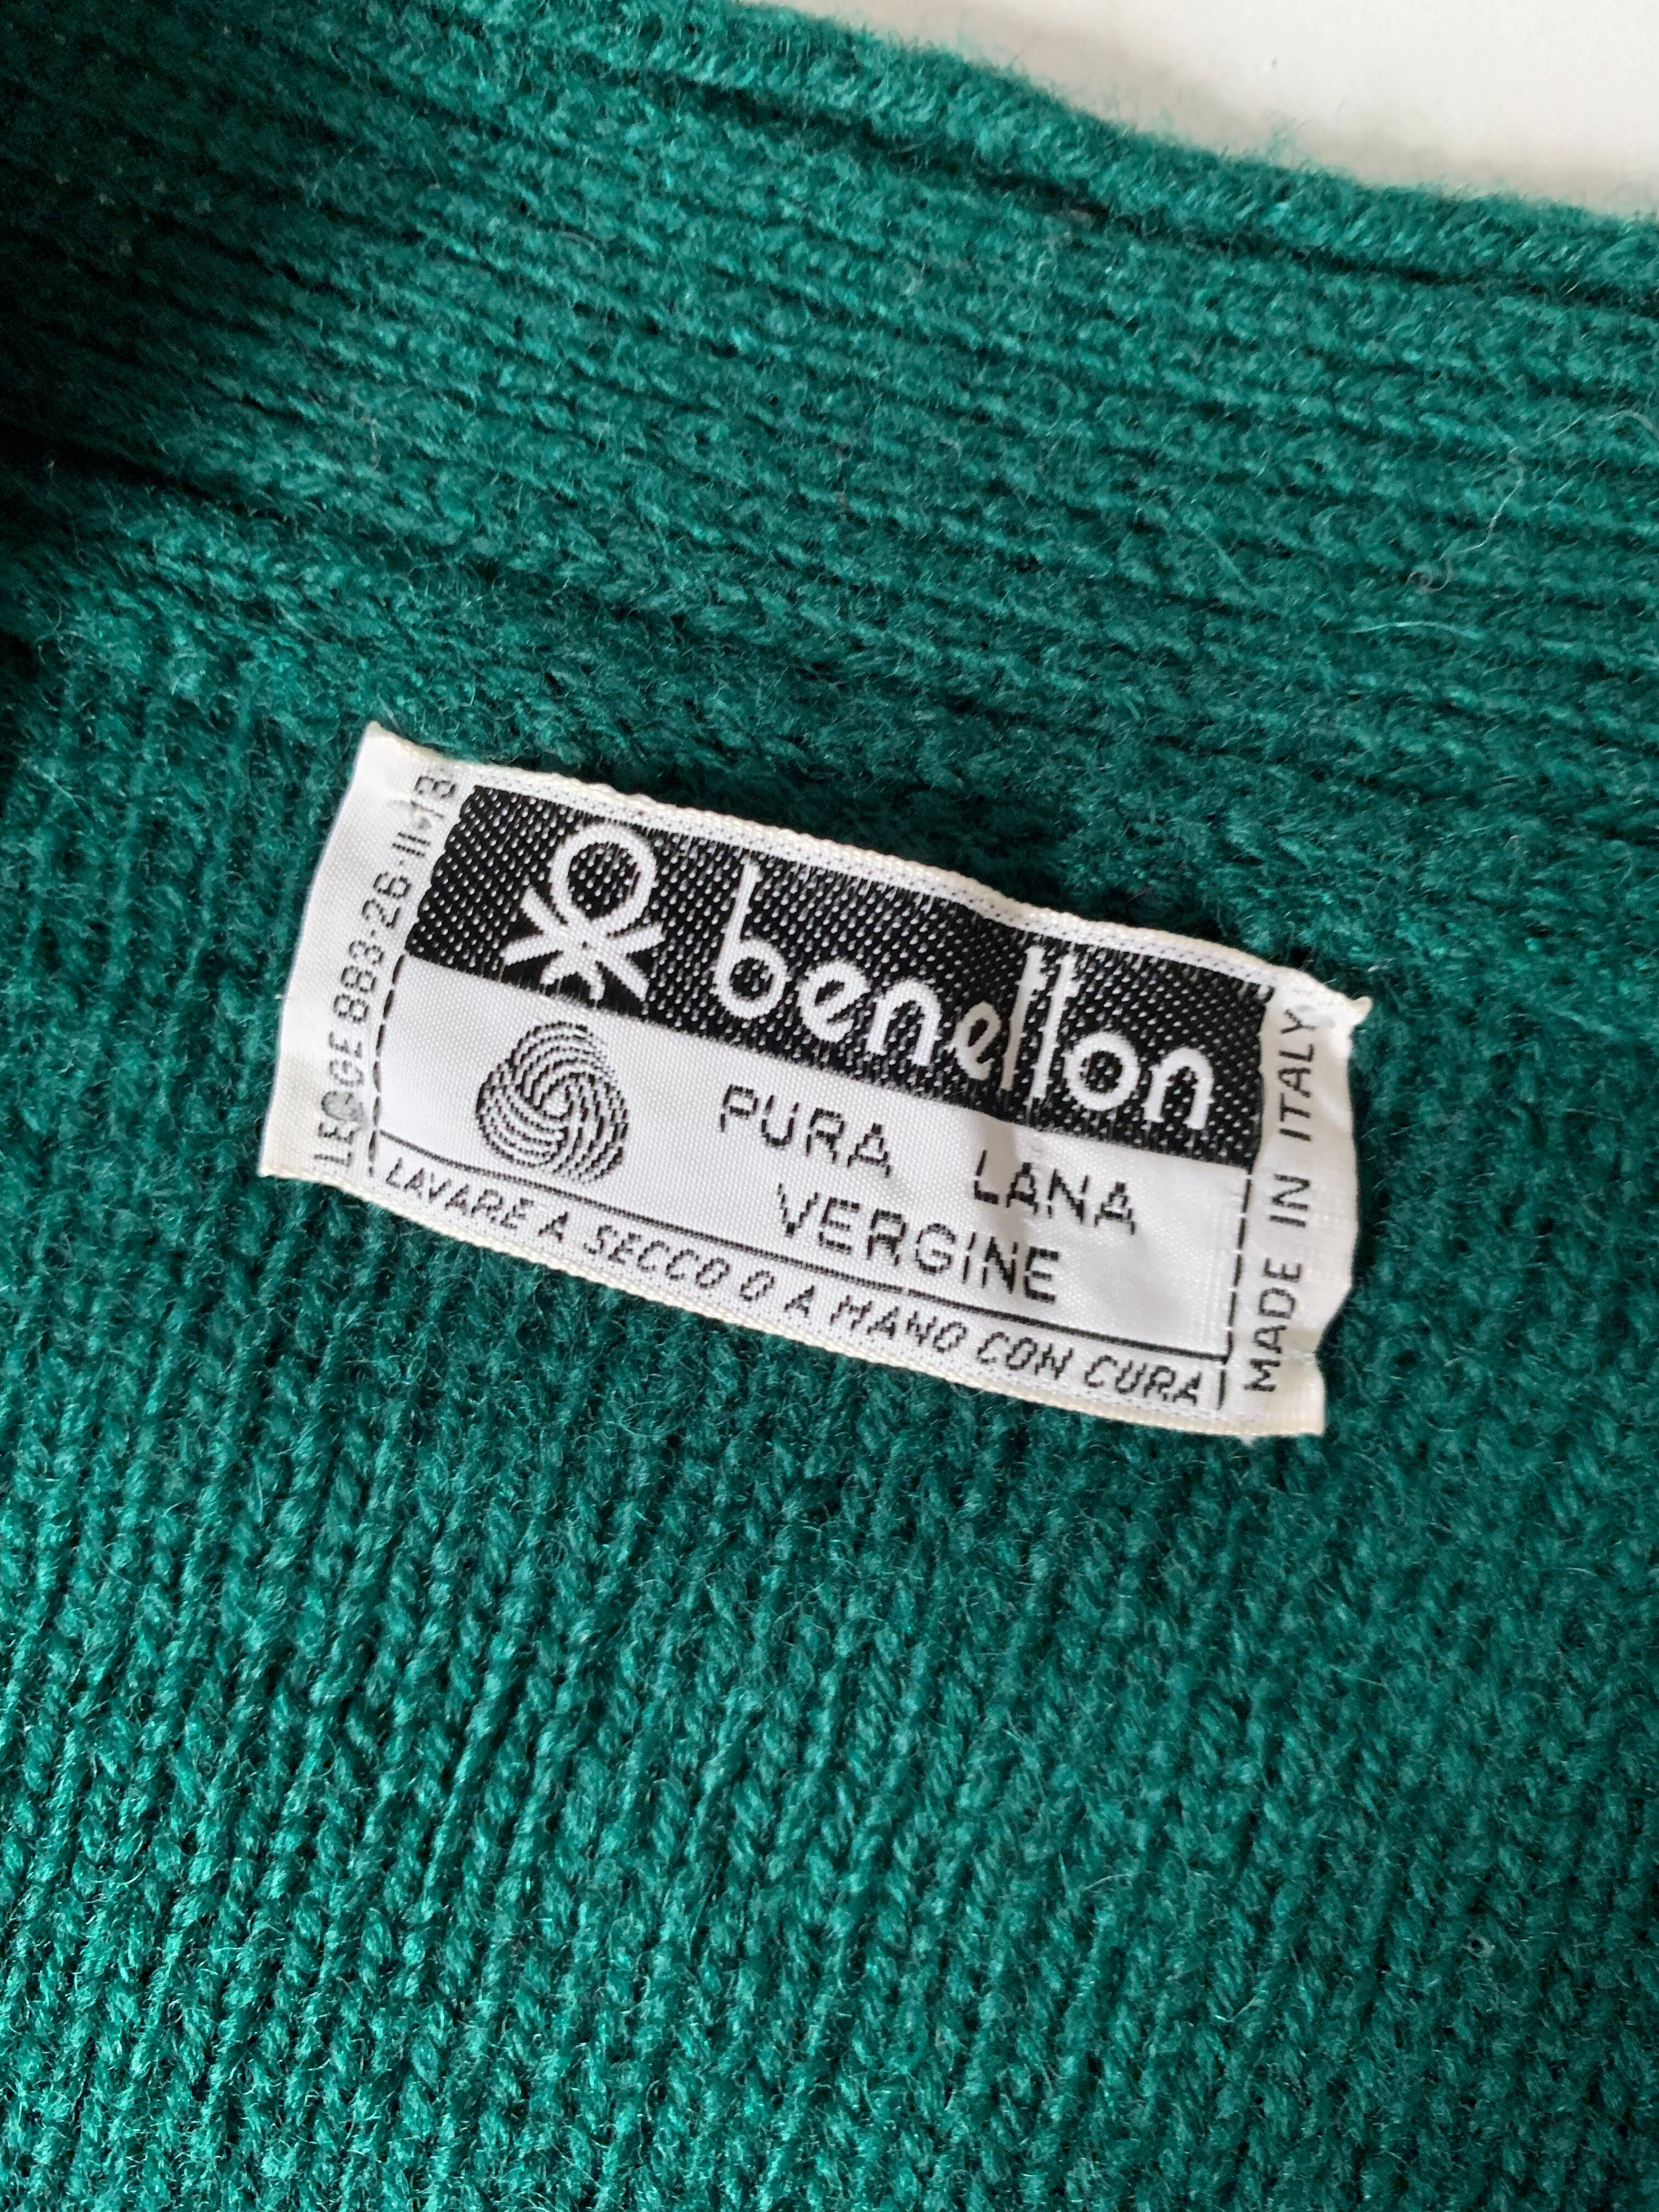 benetton
PURA LANA
VERGINE
LAVARE A SECCO O A MANO CON CURA
LEGGE 883·26·11·73
MADE IN ITALY